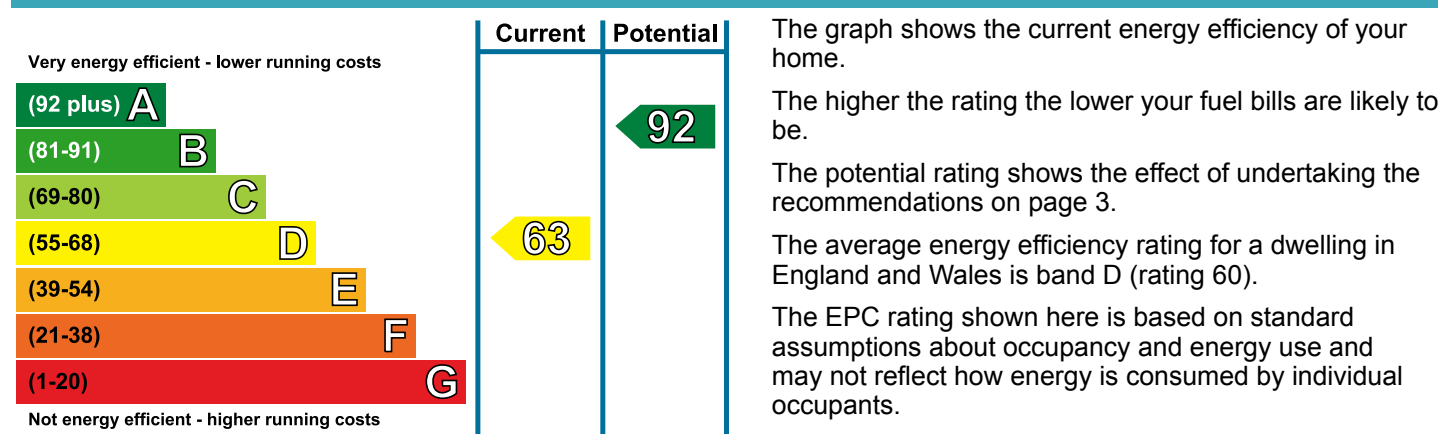 Current Potential
Very energy efficient - lower running costs
(92 plus) A
(81-91) B
(69-80) C
(55-68) D
(39-54) E
(21-38) F
(1-20) G
Not energy efficient - higher running costs
63
92
The graph shows the current energy efficiency of your
home.
The higher the rating the lower your fuel bills are likely to
be.
The potential rating shows the effect of undertaking the
recommendations on page 3.
The average energy efficiency rating for a dwelling in
England and Wales is band D (rating 60).
The EPC rating shown here is based on standard
assumptions about occupancy and energy use and
may not reflect how energy is consumed by individual
occupants.